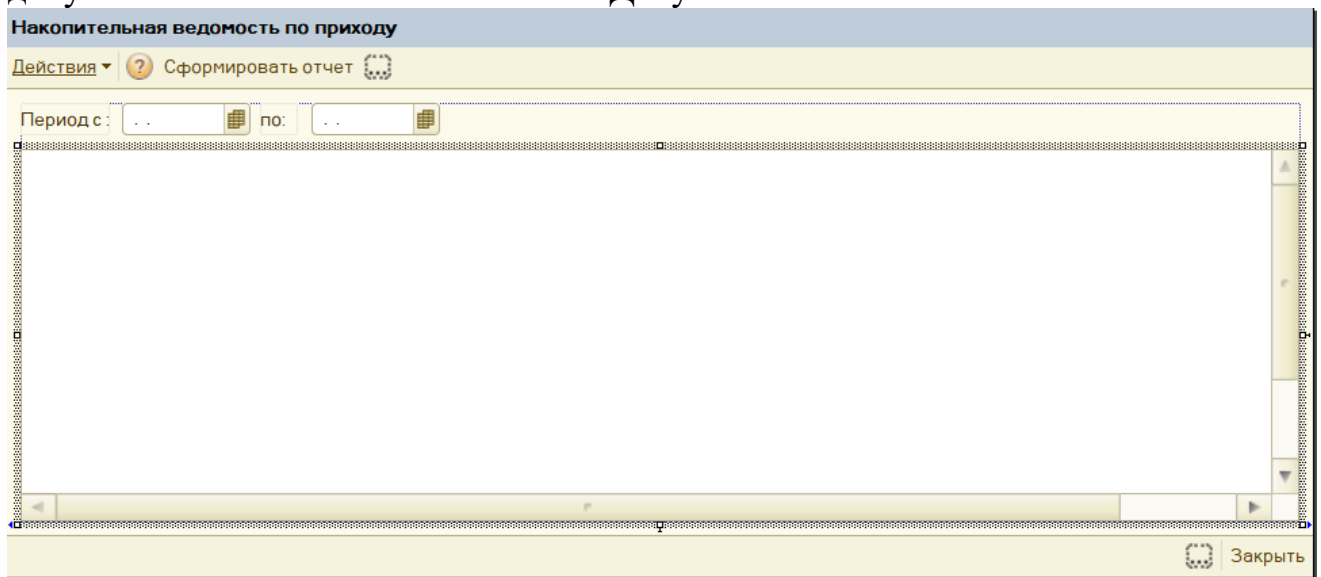 Накопительная ведомость по приходу
Действия Сформировать отчет
Период с : . . по: . .
Закрыть